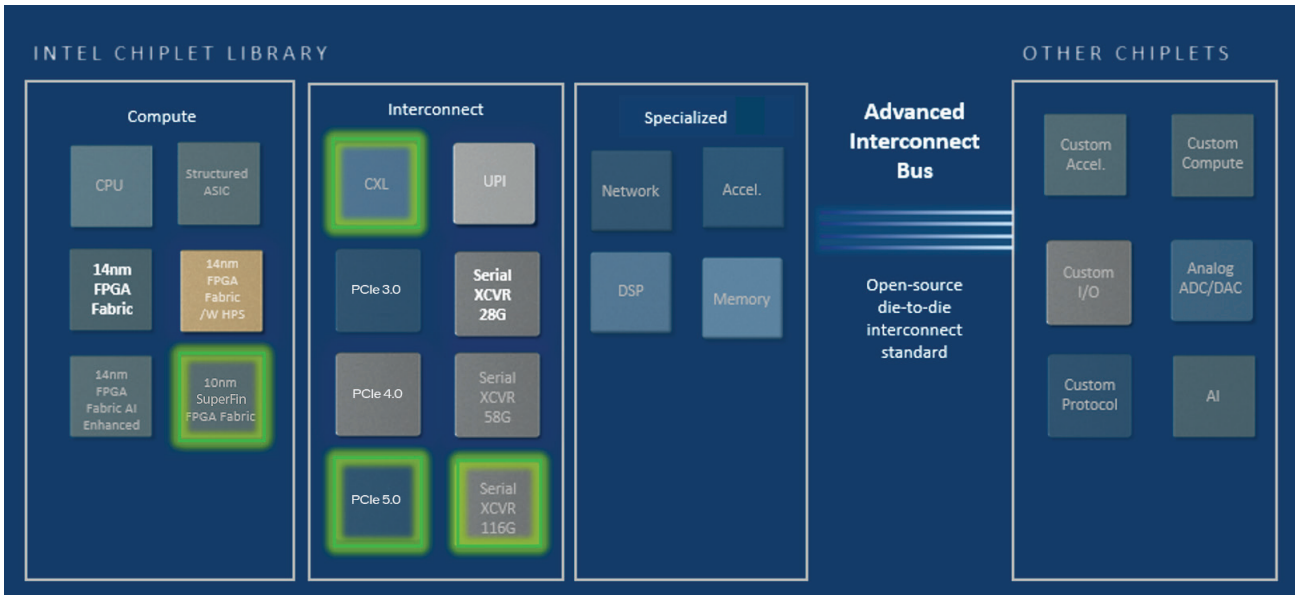 INTEL CHIPLET LIBRARY
OTHER CHIPLETS
Compute
CPU
Structured
ASIC
14nm
FPGA
Fabric
14nm
FPGA
Fabric
/W HPS
14nm
FPGA
Fabric AI
Enhanced
10nm
SuperFin
FPGA Fabric
Interconnect
CXL
UPI
PCIe 3.0
Serial
XCVR
28G
PCIe 4.0
Serial
XCVR
58G
PCIe 5.0
Serial
XCVR
116G
Specialized
Network
Accel.
DSP
Memory
Advanced
Interconnect
Bus
Open-source
die-to-die
interconnect
standard
Custom
Accel.
Custom
Compute
Custom
I/O
Analog
ADC/DAC
Custom
Protocol
AI